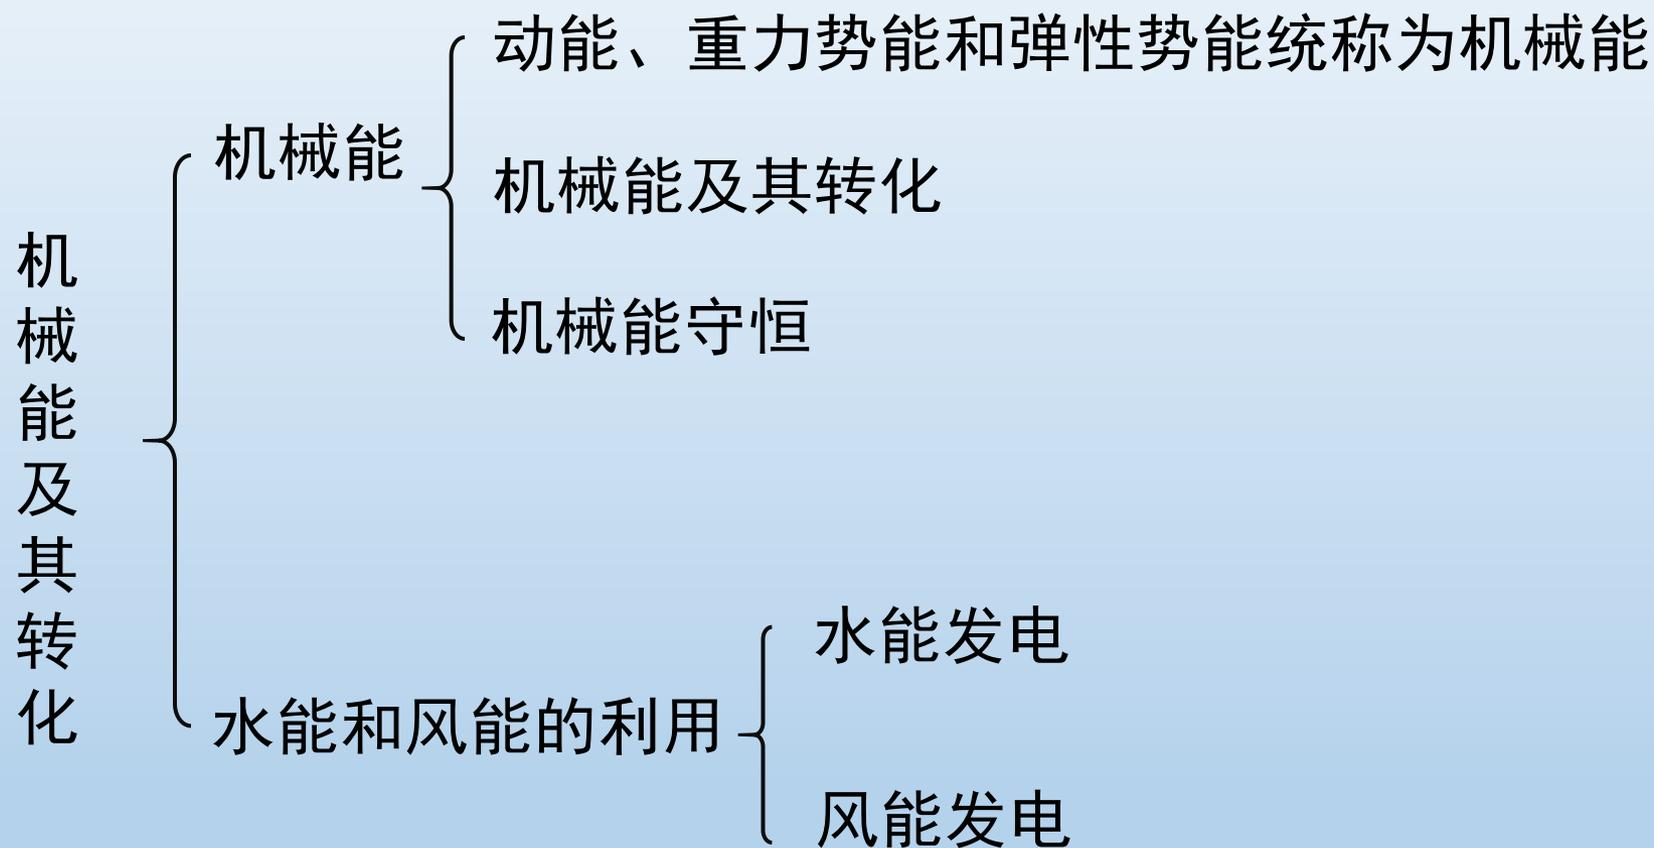 机械能及其转化
机械能
动能、重力势能和弹性势能统称为机械能
机械能及其转化
机械能守恒
水能和风能的利用
水能发电
风能发电